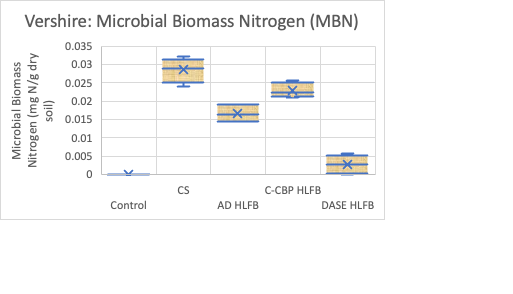 Vershire: Microbial Biomass Nitrogen (MBN)
Microbial Biomass
Nitrogen (mg N/g dry
soil)
0.035
0.03
0.025
0.02
0.015
0.01
0.005
0
CS
C-CBP HLFB
Control
AD HLFB
DASE HLFB